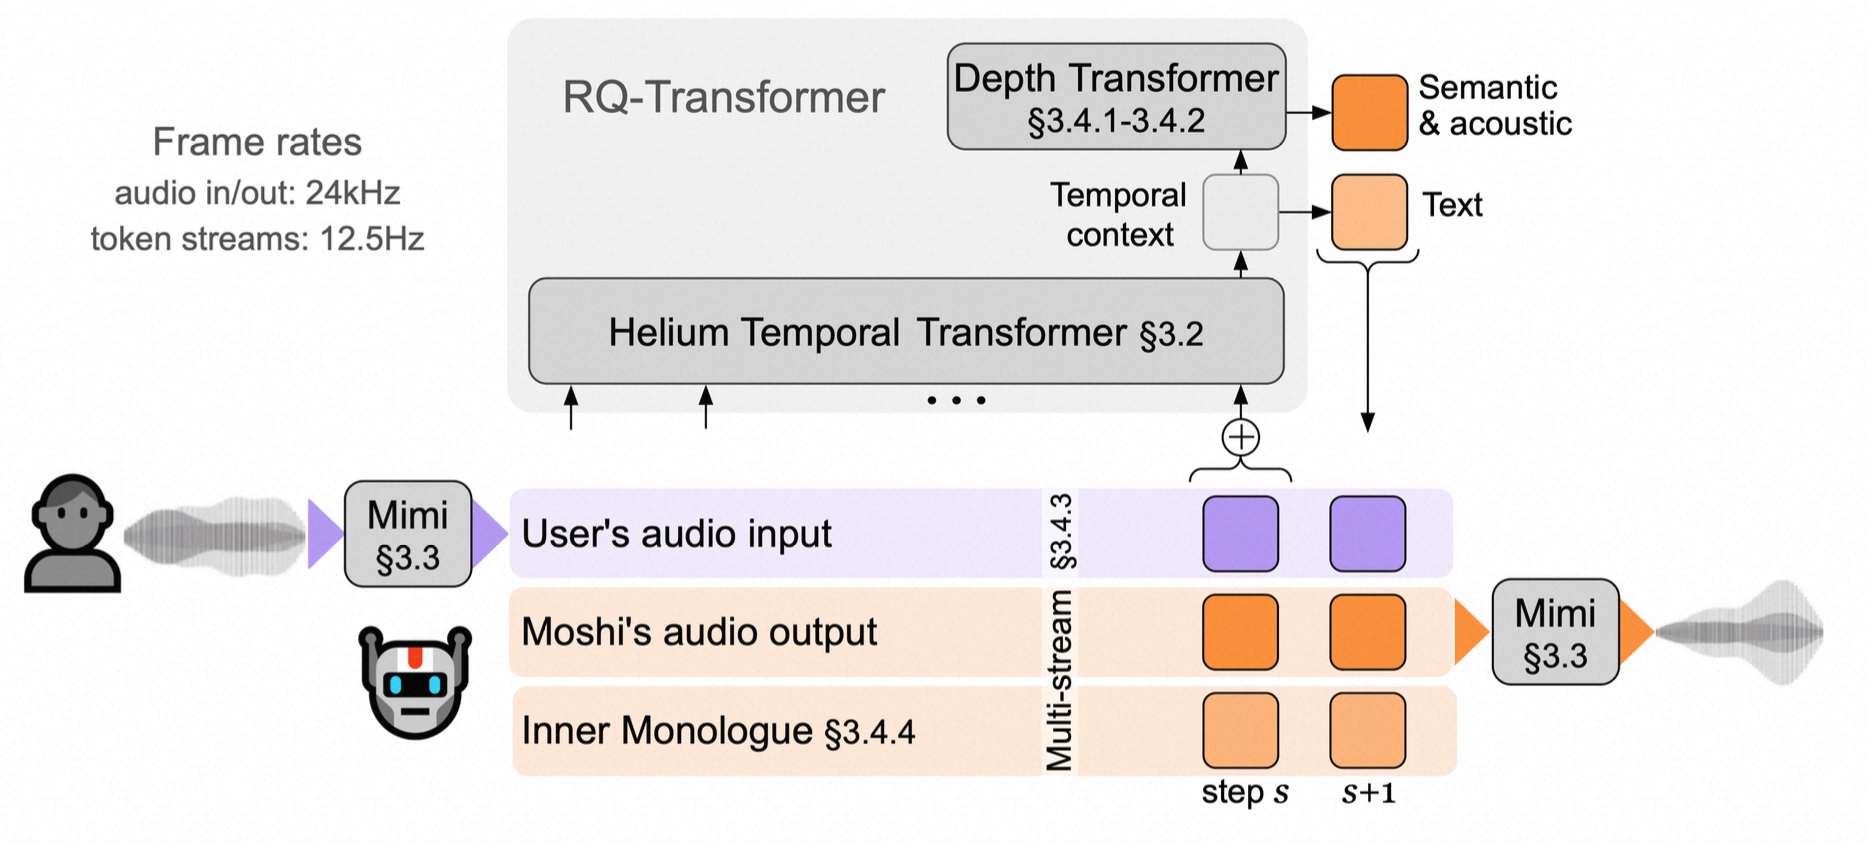 RQ-Transformer
Depth Transformer
§3.4.1-3.4.2
Semantic
& acoustic
Frame rates
audio in/out: 24kHz
token streams: 12.5Hz
Temporal
context
Text
Helium Temporal Transformer §3.2
...
Mimi
§3.3
User's audio input
Moshi's audio output
Inner Monologue §3.4.4
Multi-stream §3.4.3
Mimi
§3.3
step s
s+1